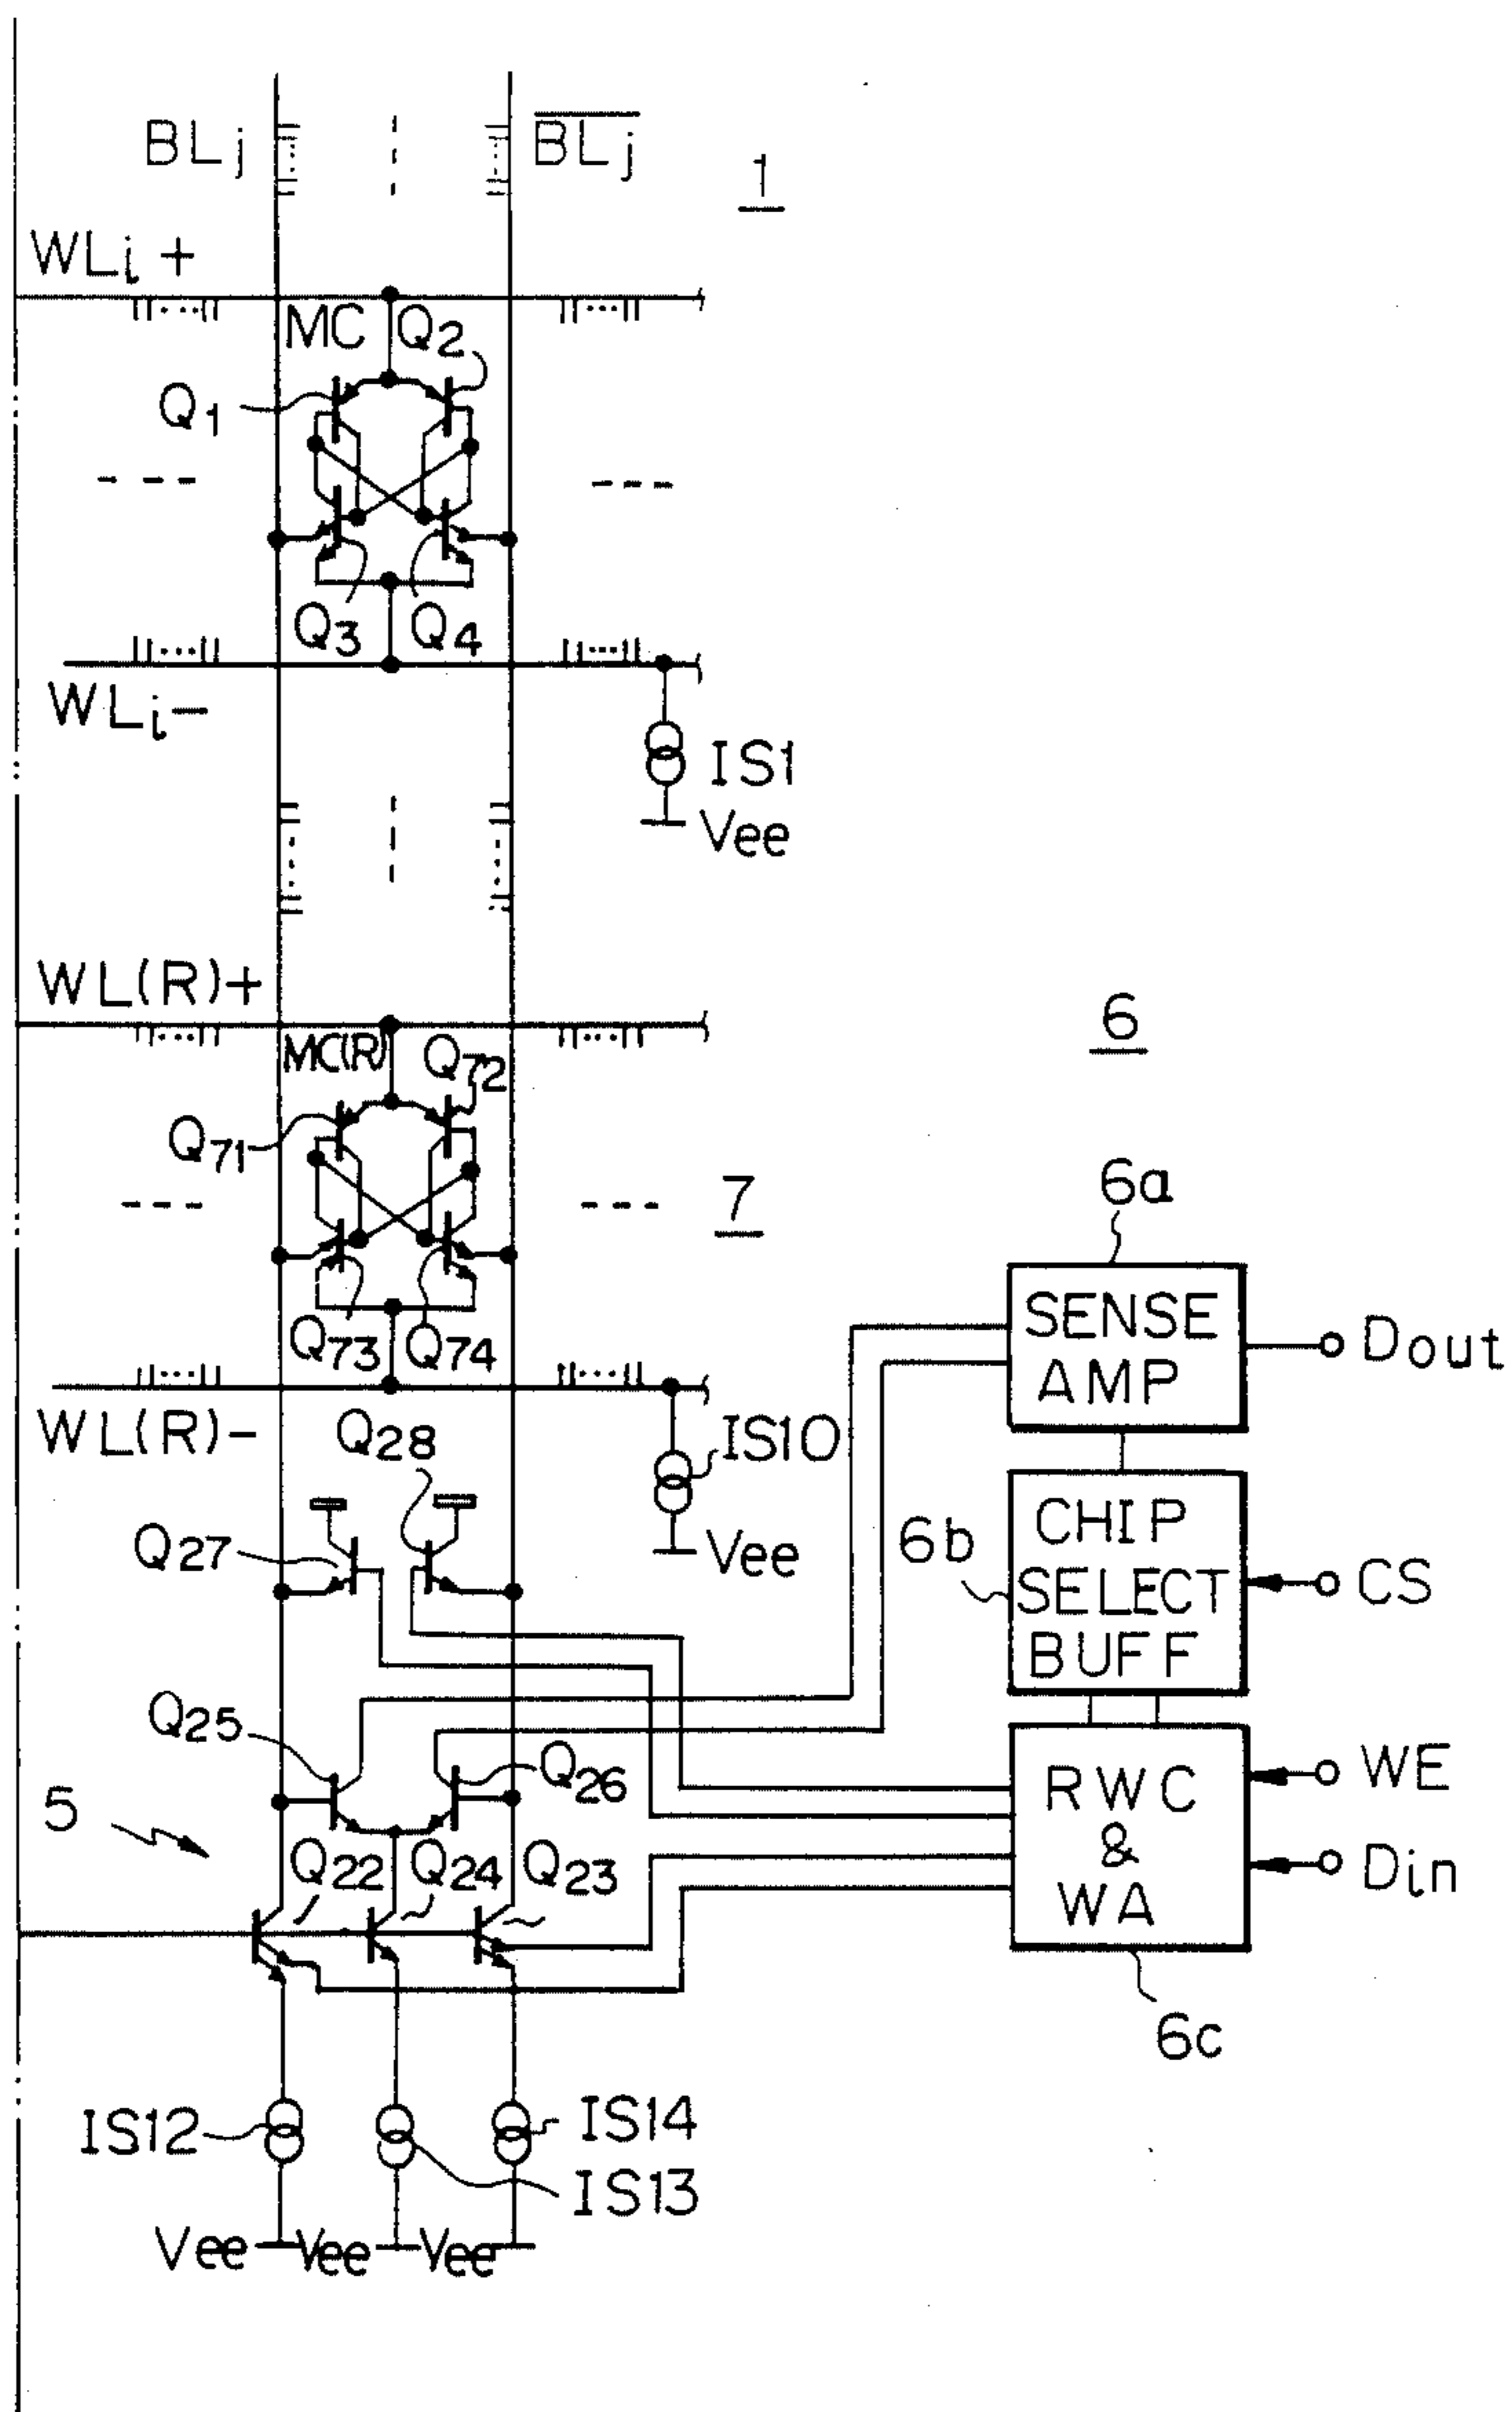 BLj
B̅L̅j̅
1
WLi+
MC
Q2
Q1
Q3
Q4
WLi-
IS1
Vee
WL(R)+
MC(R)
Q72
Q71
7
6
6a
SENSE
AMP
Dout
Q73
Q74
WL(R)-
Q28
IS10
Vee
Q27
6b
CHIP
SELECT
BUFF
CS
Q25
Q26
5
RWC
&
WA
WE
Din
Q22
Q24
Q23
6c
IS12
IS14
IS13
Vee
Vee
Vee